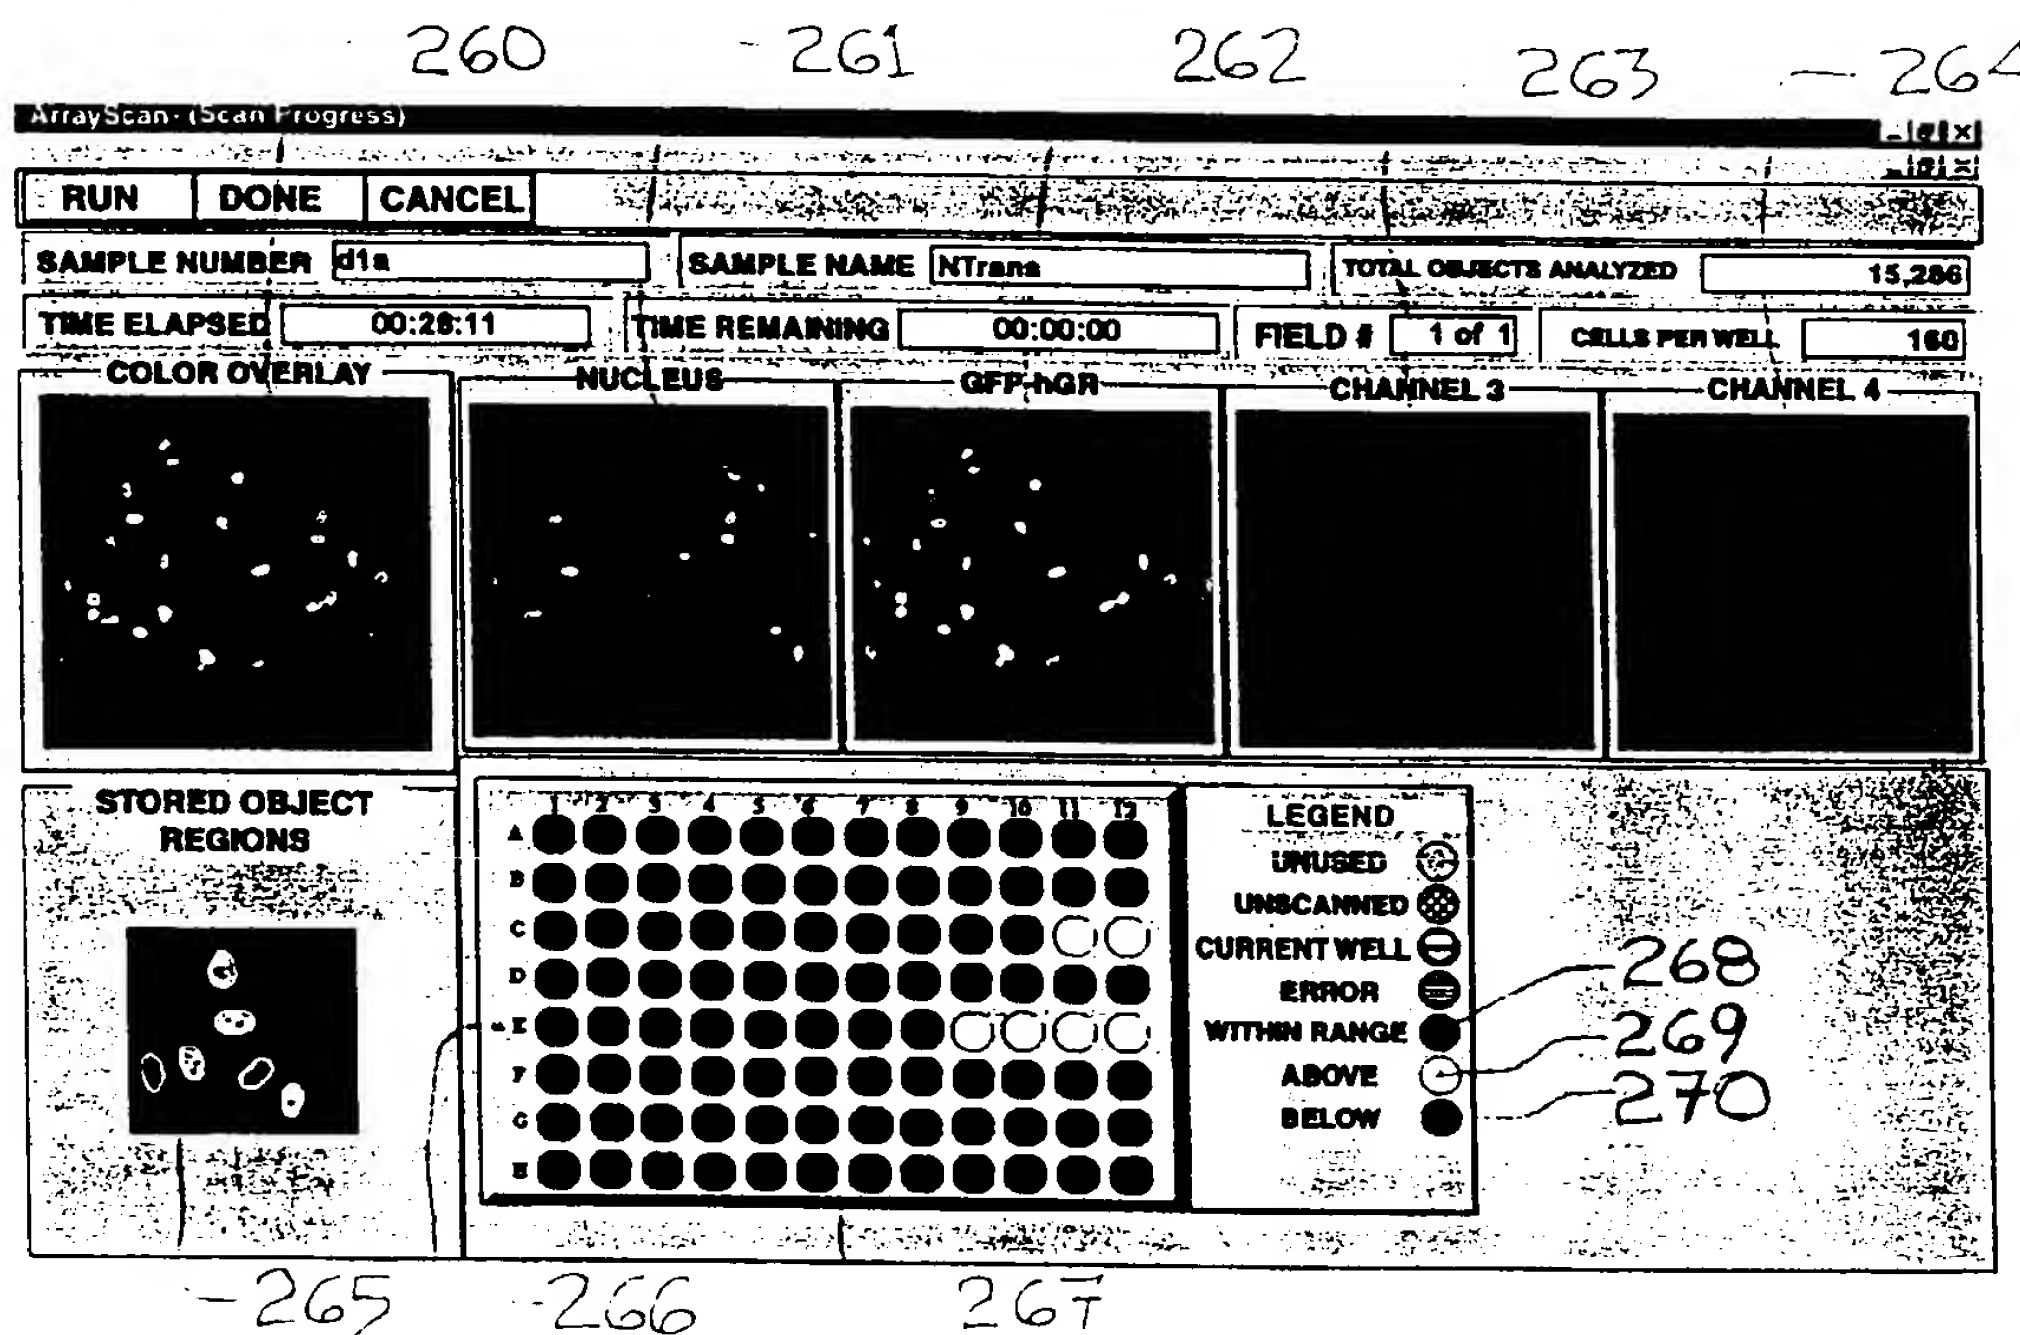 260 261 262 263 264
ArrayScan - (Scan Progress)
RUN DONE CANCEL
SAMPLE NUMBER d1a SAMPLE NAME NTrans TOTAL OBJECTS ANALYZED 15,286
TIME ELAPSED 00:28:11 TIME REMAINING 00:00:00 FIELD # 1 of 1 CELLS PER WELL 160
COLOR OVERLAY NUCLEUS GFP-hGR CHANNEL 3 CHANNEL 4
STORED OBJECT
REGIONS
1 2 3 4 5 6 7 8 9 10 11 12
A
B
C
D
E
F
G
H
LEGEND
UNUSED
UNSCANNED
CURRENT WELL
ERROR
WITHIN RANGE
ABOVE
BELOW
268
269
270
265 266 267